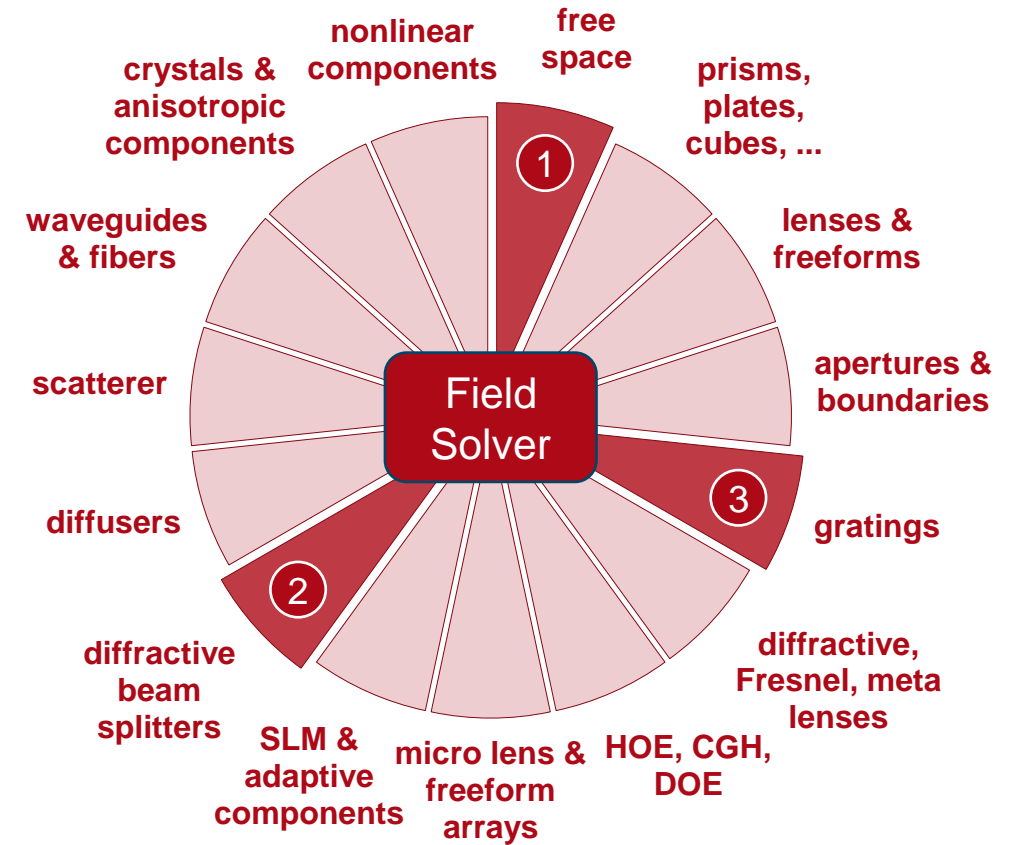 free
space
prisms,
plates,
cubes, ...
lenses &
freeforms
apertures &
boundaries
gratings
diffractive,
Fresnel, meta
lenses
HOE, CGH,
DOE
micro lens &
freeform
arrays
SLM &
adaptive
components
diffractive
beam
splitters
diffusers
scatterer
waveguides
& fibers
crystals &
anisotropic
components
nonlinear
components
1
3
2
Field
Solver